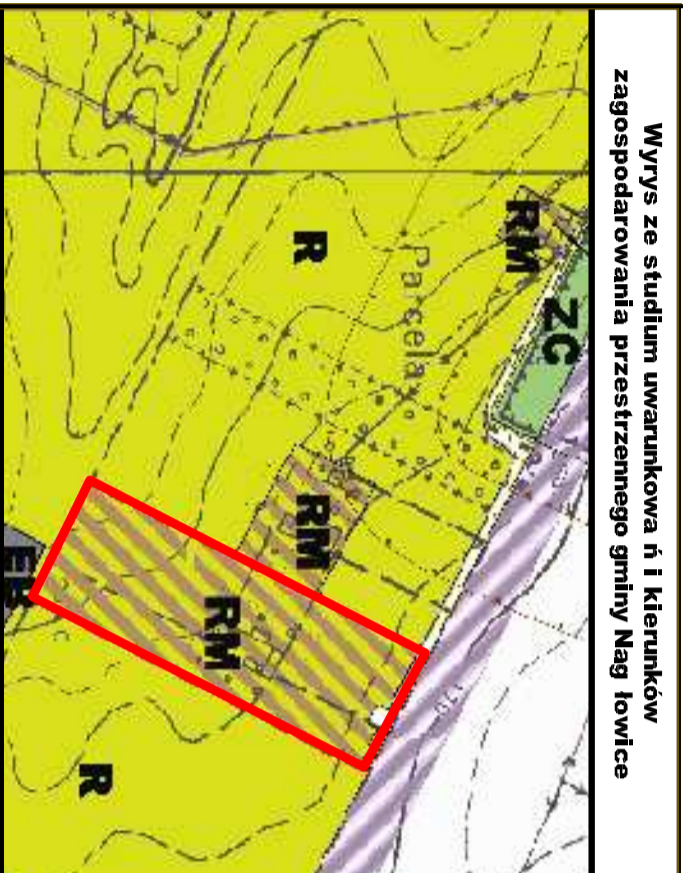 Wyrys ze studium uwarunkowa ń i kierunków
zagospodarowania przestrzennego gminy Nag łowice
RM
ZC
R
Parcela
RM
RM
R